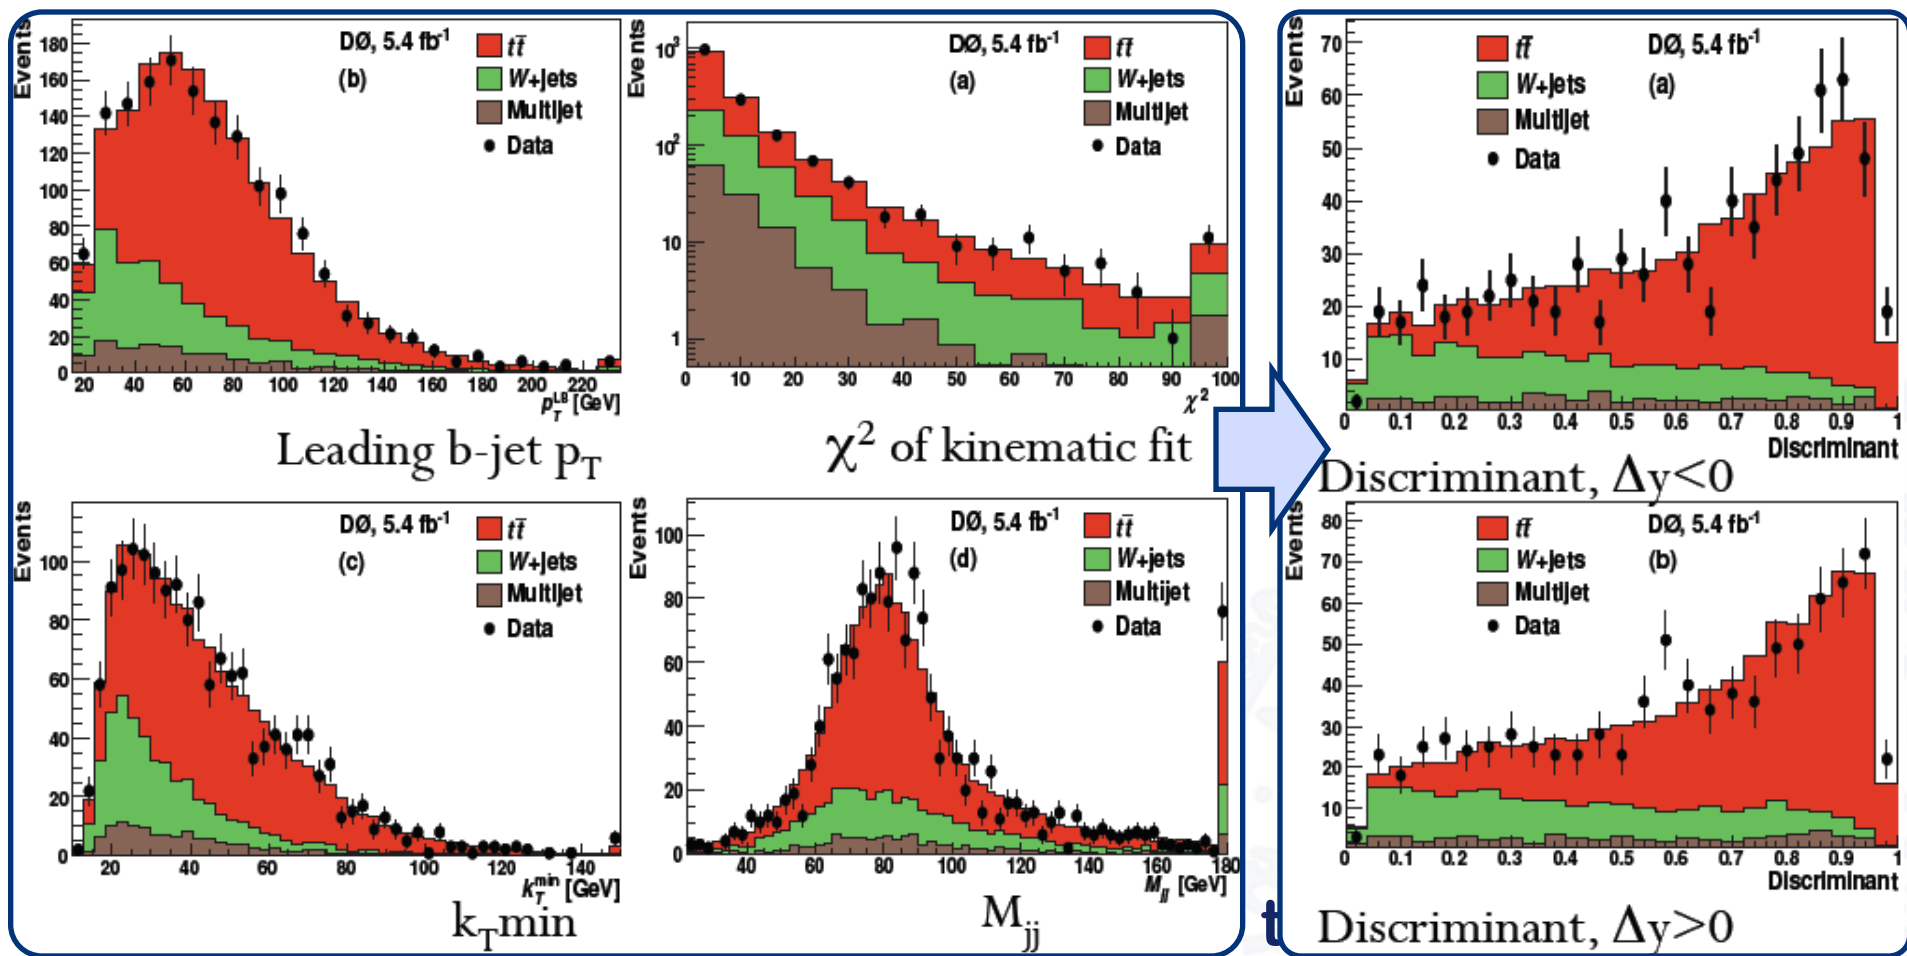 Events
180
160
140
120
100
80
60
40
20
0
DØ, 5.4 fb⁻¹
(b)
tt̄
W+jets
Multijet
Data
20 40 60 80 100 120 140 160 180 200 220
p_T^LB [GeV]
Leading b-jet p_T
Events
10³
10²
10
1
DØ, 5.4 fb⁻¹
(a)
tt̄
W+jets
Multijet
Data
0 10 20 30 40 50 60 70 80 90 100
χ²
χ² of kinematic fit
Events
70
60
50
40
30
20
10
DØ, 5.4 fb⁻¹
(a)
tt̄
W+jets
Multijet
Data
0 0.1 0.2 0.3 0.4 0.5 0.6 0.7 0.8 0.9 1
Discriminant
Discriminant, Δy<0
Events
100
80
60
40
20
0
DØ, 5.4 fb⁻¹
(c)
tt̄
W+jets
Multijet
Data
20 40 60 80 100 120 140
k_T^min [GeV]
k_Tmin
Events
100
80
60
40
20
0
DØ, 5.4 fb⁻¹
(d)
tt̄
W+jets
Multijet
Data
40 60 80 100 120 140 160 180
M_jj [GeV]
M_jj
t
Events
80
70
60
50
40
30
20
10
DØ, 5.4 fb⁻¹
(b)
tt̄
W+jets
Multijet
Data
0 0.1 0.2 0.3 0.4 0.5 0.6 0.7 0.8 0.9 1
Discriminant
Discriminant, Δy>0